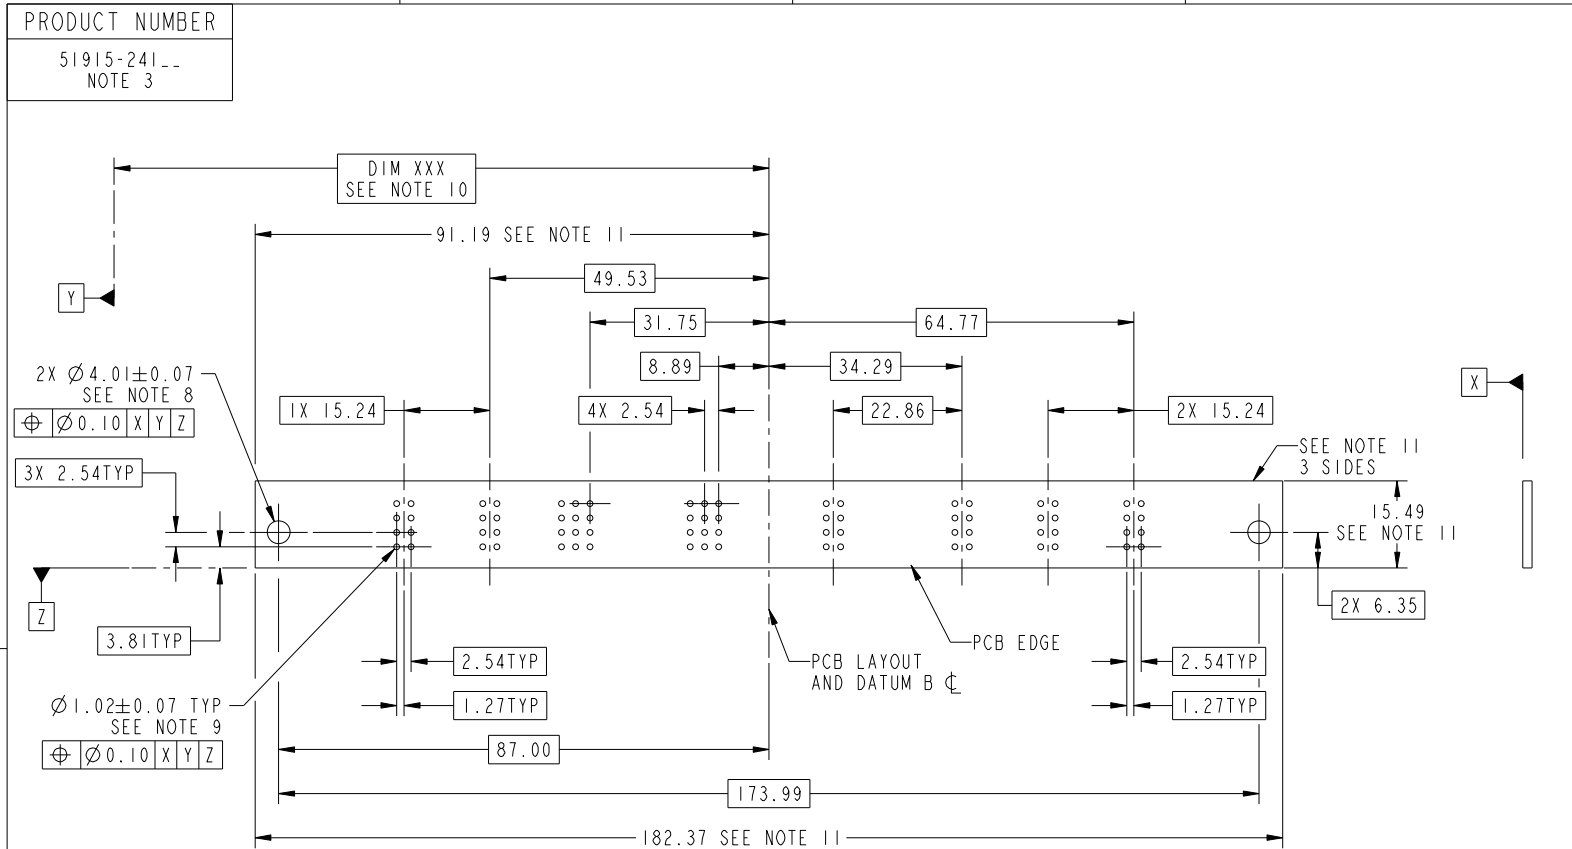 PRODUCT NUMBER
51915-241__
NOTE 3
DIM XXX
SEE NOTE 10
91.19 SEE NOTE 11
49.53
Y
31.75
64.77
8.89
34.29
2X Ø4.01±0.07
SEE NOTE 8
⌖ Ø0.10 X Y Z
X
1X 15.24
4X 2.54
22.86
2X 15.24
3X 2.54TYP
SEE NOTE 11
3 SIDES
15.49
SEE NOTE 11
Z
2X 6.35
3.81TYP
2.54TYP
PCB LAYOUT
AND DATUM B ℄
PCB EDGE
2.54TYP
Ø1.02±0.07 TYP
SEE NOTE 9
⌖ Ø0.10 X Y Z
1.27TYP
1.27TYP
87.00
173.99
182.37 SEE NOTE 11